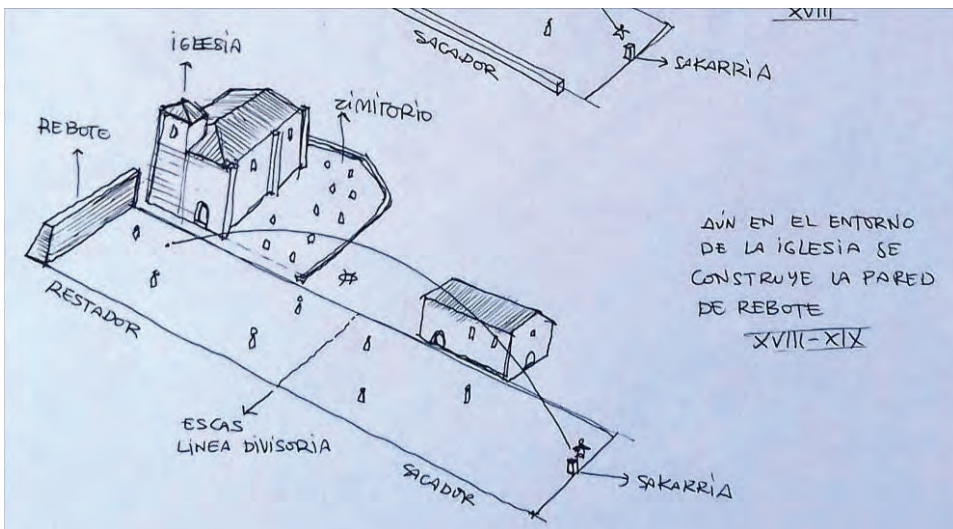 XVIII
SACADOR
SAKARRIA
IGLESIA
ZIMITORIO
REBOTE
AÚN EN EL ENTORNO
DE LA IGLESIA SE
CONSTRUYE LA PARED
DE REBOTE
XVIII-XIX
RESTADOR
ESCAS
LINEA DIVISORIA
SACADOR
SAKARRIA